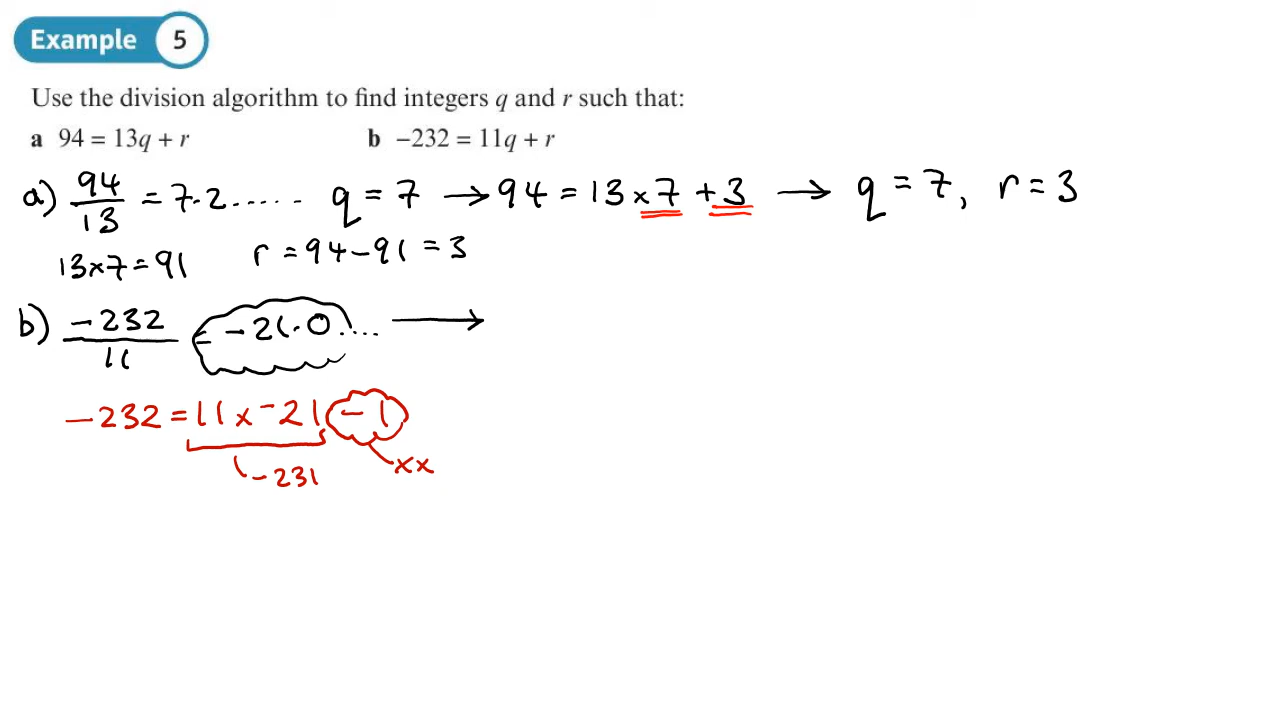 Example 5
Use the division algorithm to find integers q and r such that:
a 94 = 13q + r b −232 = 11q + r
a) 94/13 = 7.2...... q = 7 → 94 = 13 × 7 + 3 → q = 7, r = 3
13×7=91 r = 94 − 91 = 3
b) −232/11 = −21.0.... →
−232 = 11 × −21 − 1
−231 xx